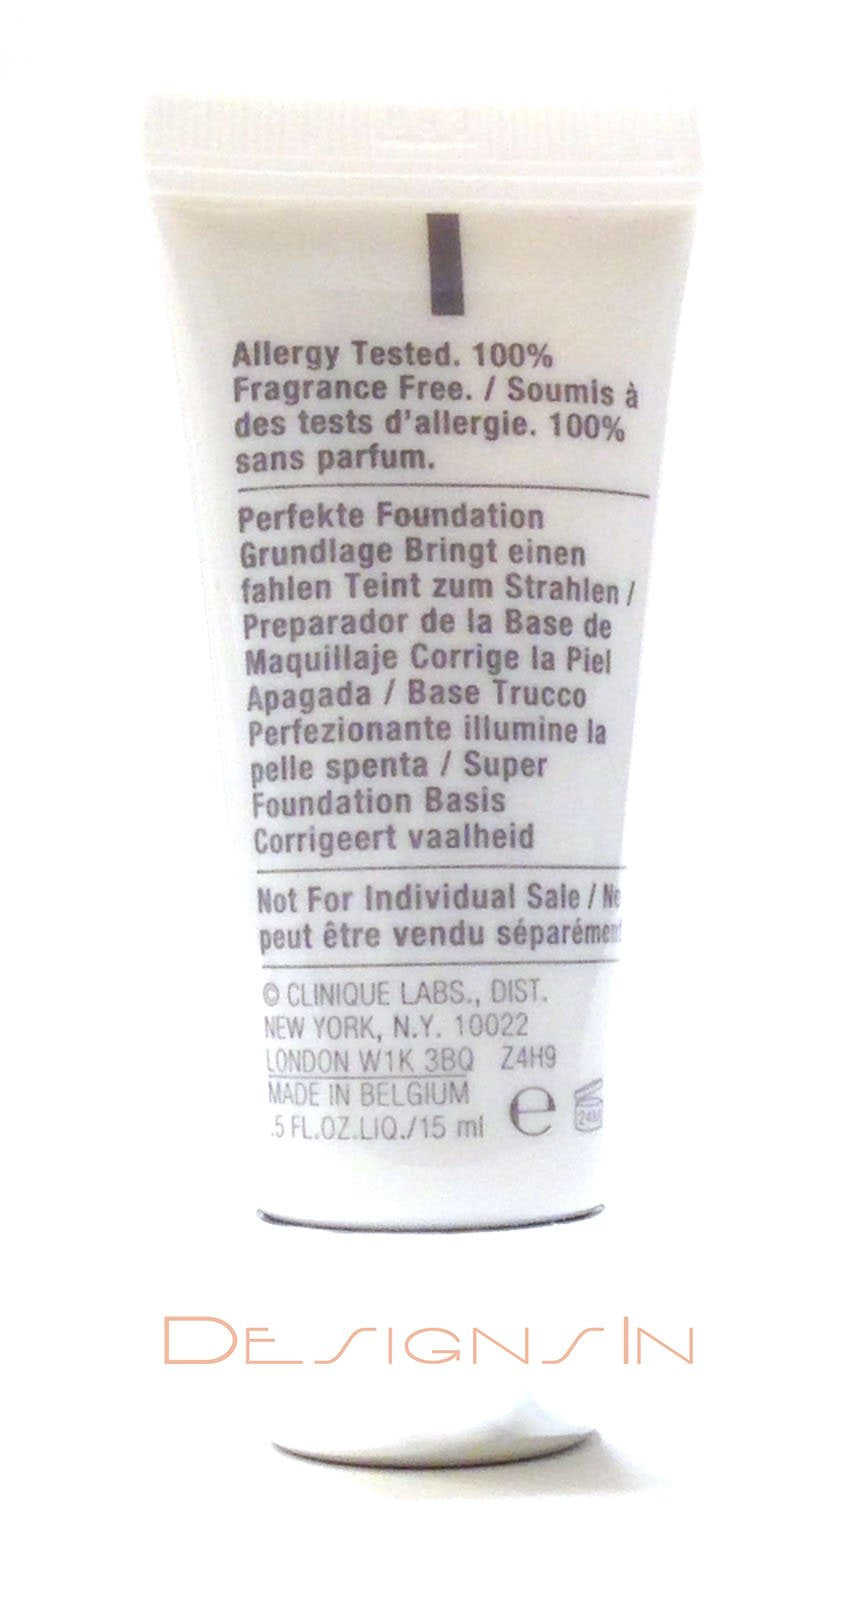 Allergy Tested. 100%
Fragrance Free. / Soumis à
des tests d'allergie. 100%
sans parfum.
Perfekte Foundation
Grundlage Bringt einen
fahlen Teint zum Strahlen /
Preparador de la Base de
Maquillaje Corrige la Piel
Apagada / Base Trucco
Perfezionante illumine la
pelle spenta / Super
Foundation Basis
Corrigeert vaalheid
Not For Individual Sale / Ne
peut être vendu séparément
© CLINIQUE LABS., DIST.
NEW YORK, N.Y. 10022
LONDON W1K 3BQ Z4H9
MADE IN BELGIUM
.5 FL.OZ.LIQ./15 ml e 24M
DESIGNSIN